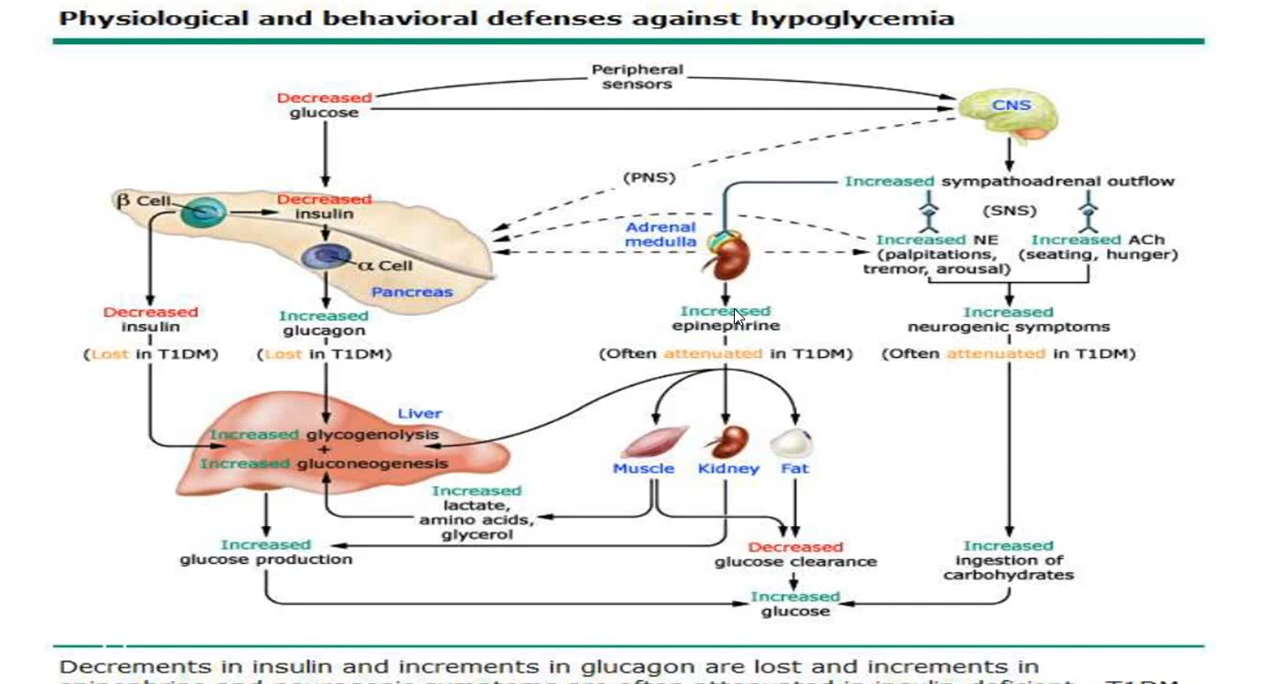 Physiological and behavioral defenses against hypoglycemia
Peripheral
sensors
Decreased
glucose
CNS
(PNS)
Increased sympathoadrenal outflow
(SNS)
β Cell
Decreased
insulin
α Cell
Pancreas
Adrenal
medulla
Increased NE
(palpitations,
tremor, arousal)
Increased ACh
(seating, hunger)
Decreased
insulin
(Lost in T1DM)
Increased
glucagon
(Lost in T1DM)
Increased
epinephrine
(Often attenuated in T1DM)
Increased
neurogenic symptoms
(Often attenuated in T1DM)
Liver
Increased glycogenolysis
+
Increased gluconeogenesis
Muscle
Kidney
Fat
Increased
lactate,
amino acids,
glycerol
Increased
glucose production
Decreased
glucose clearance
Increased
glucose
Increased
ingestion of
carbohydrates
Decrements in insulin and increments in glucagon are lost and increments in